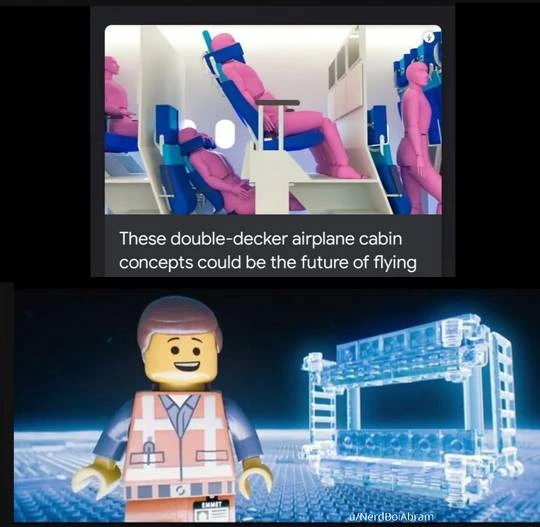 These double-decker airplane cabin
concepts could be the future of flying
EMMET
u/NerdBoiAbram